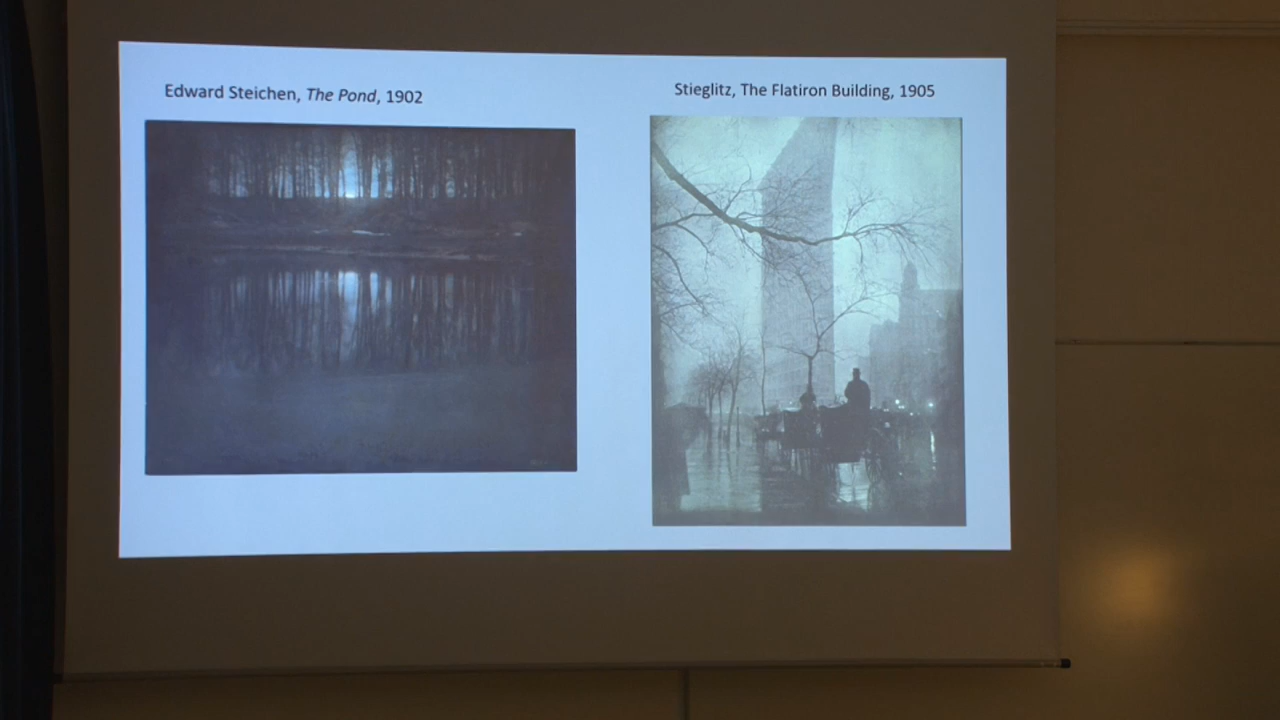 Edward Steichen, The Pond, 1902
Stieglitz, The Flatiron Building, 1905